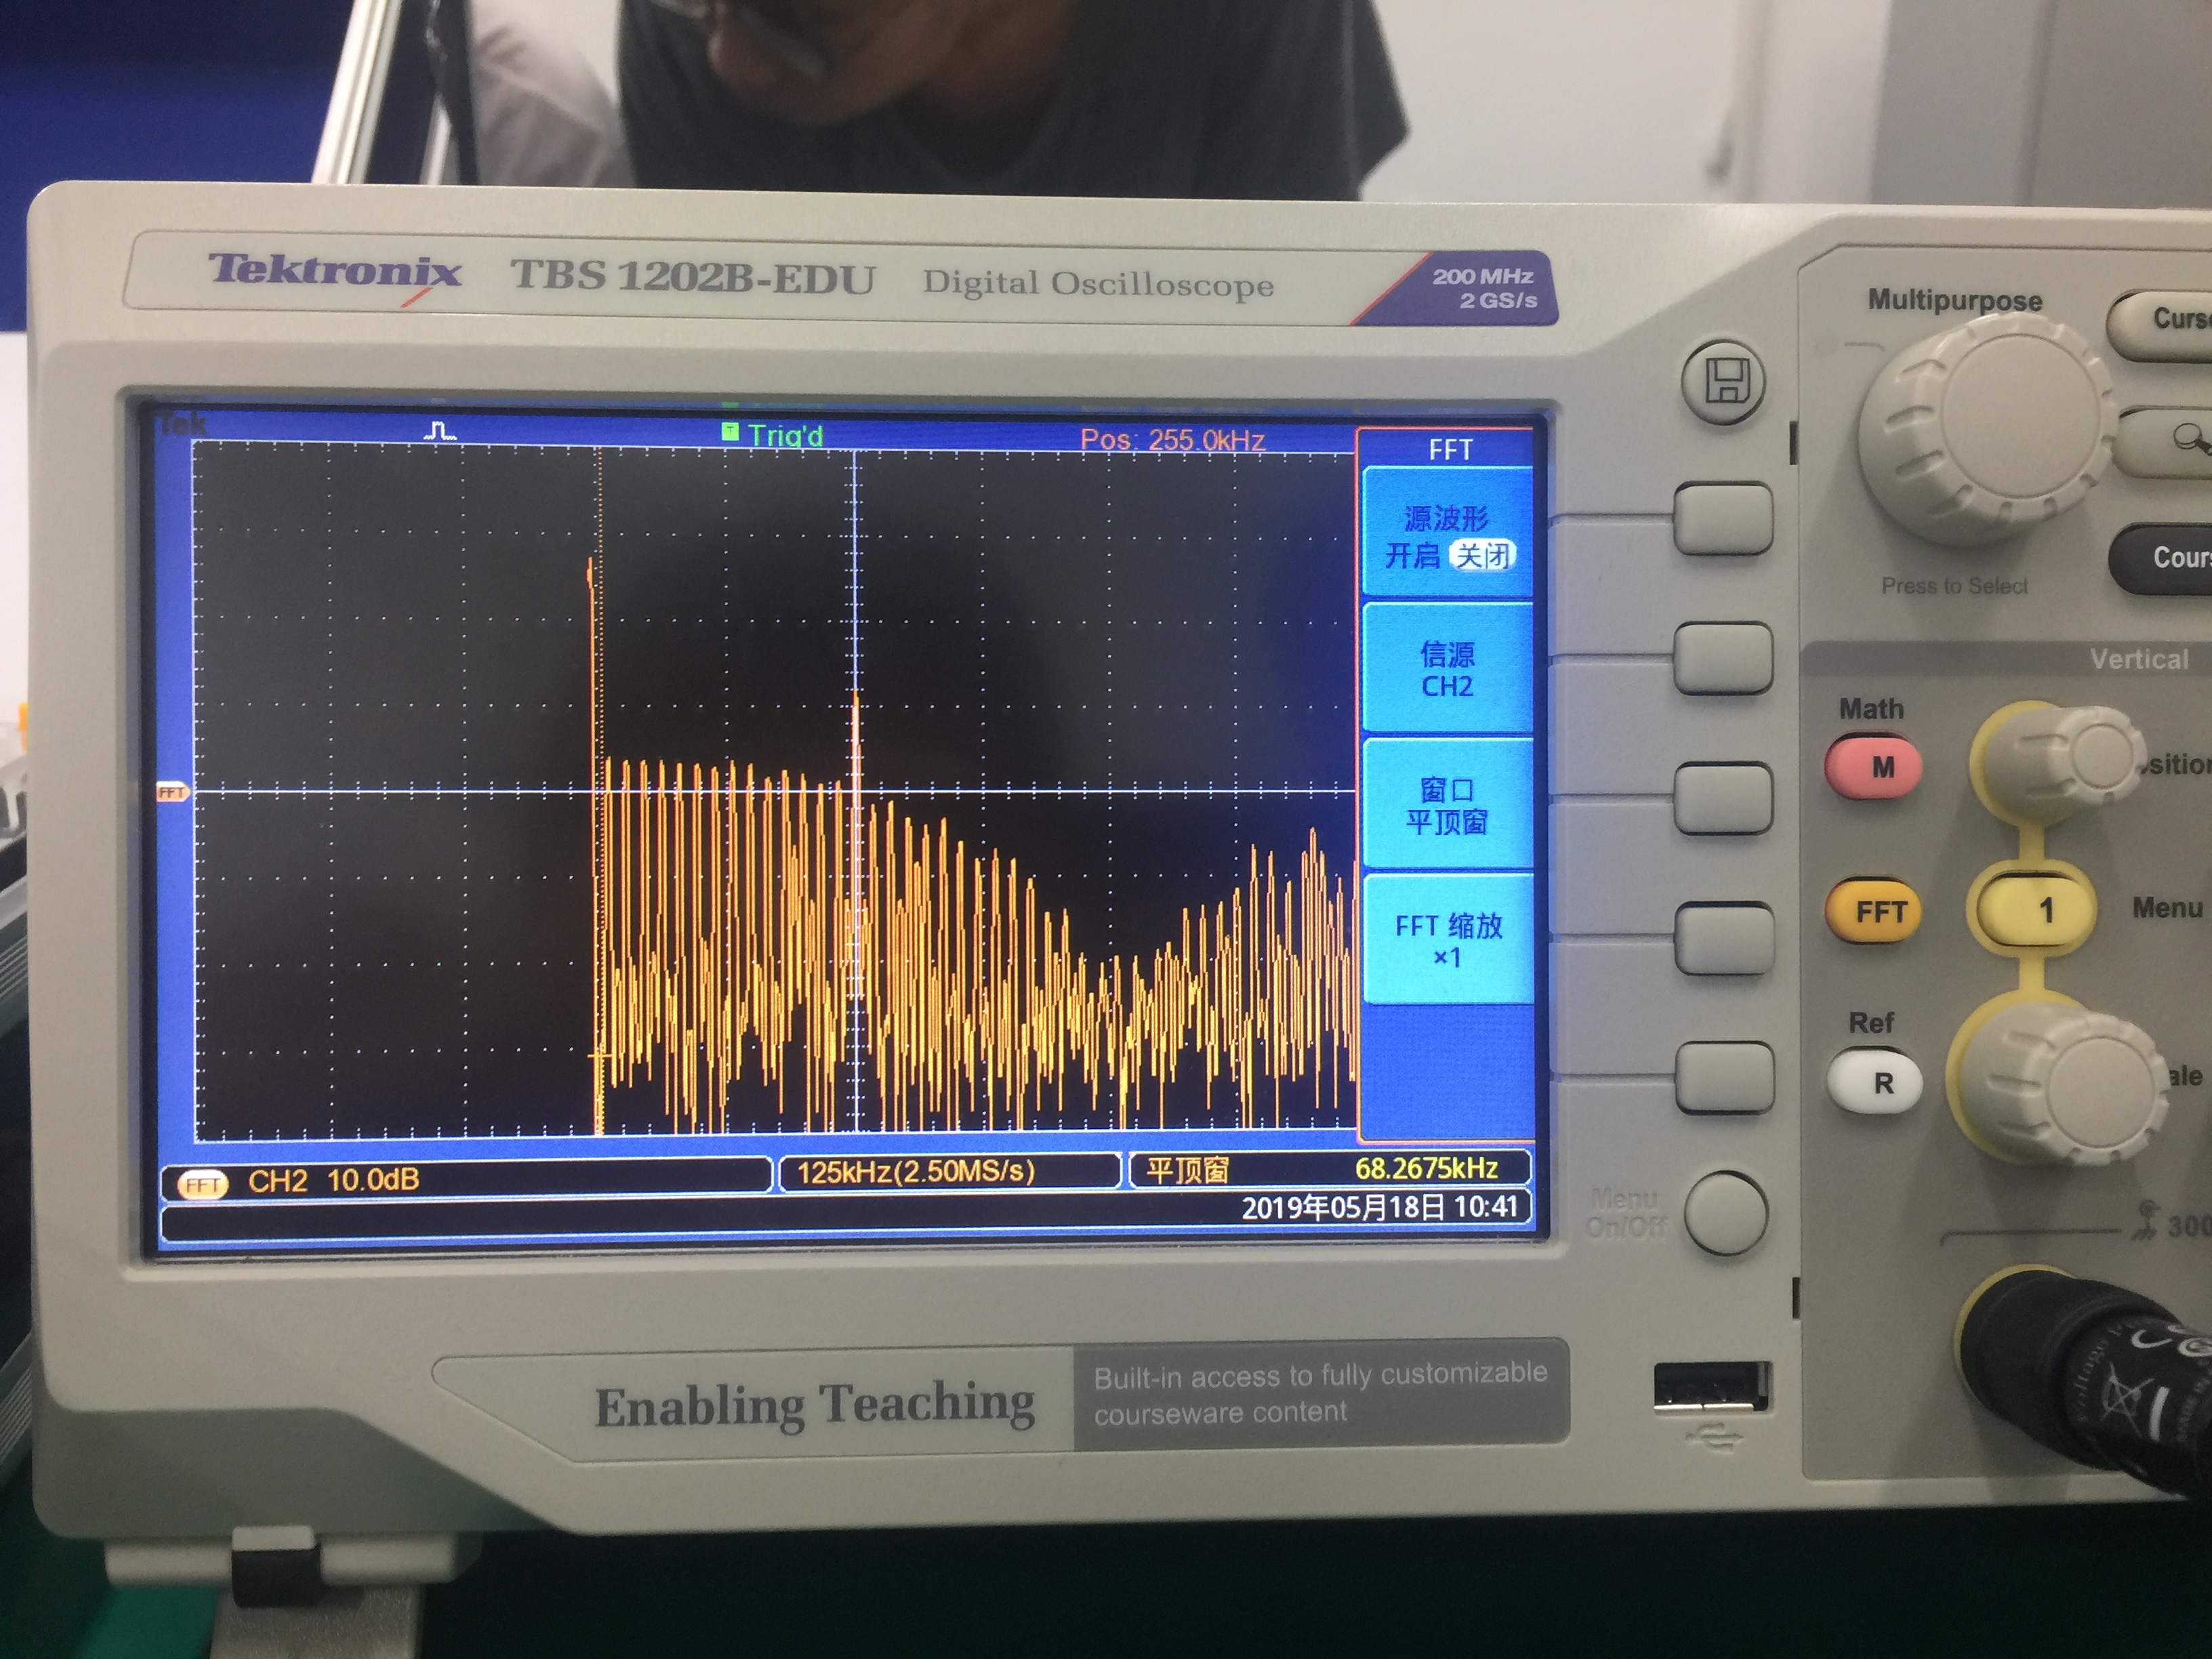 Tektronix TBS 1202B-EDU Digital Oscilloscope
200 MHz
2 GS/s
Multipurpose
Press to Select
Tek
Trig'd
Pos: 255.0kHz
FFT
源波形
开启 关闭
信源
CH2
窗口
平顶窗
FFT 缩放
×1
FFT
FFT CH2 10.0dB
125kHz(2.50MS/s)
平顶窗 68.2675kHz
2019年05月18日 10:41
Vertical
Math
M
FFT
1
Menu
Ref
R
Menu
On/Off
300
Enabling Teaching
Built-in access to fully customizable
courseware content